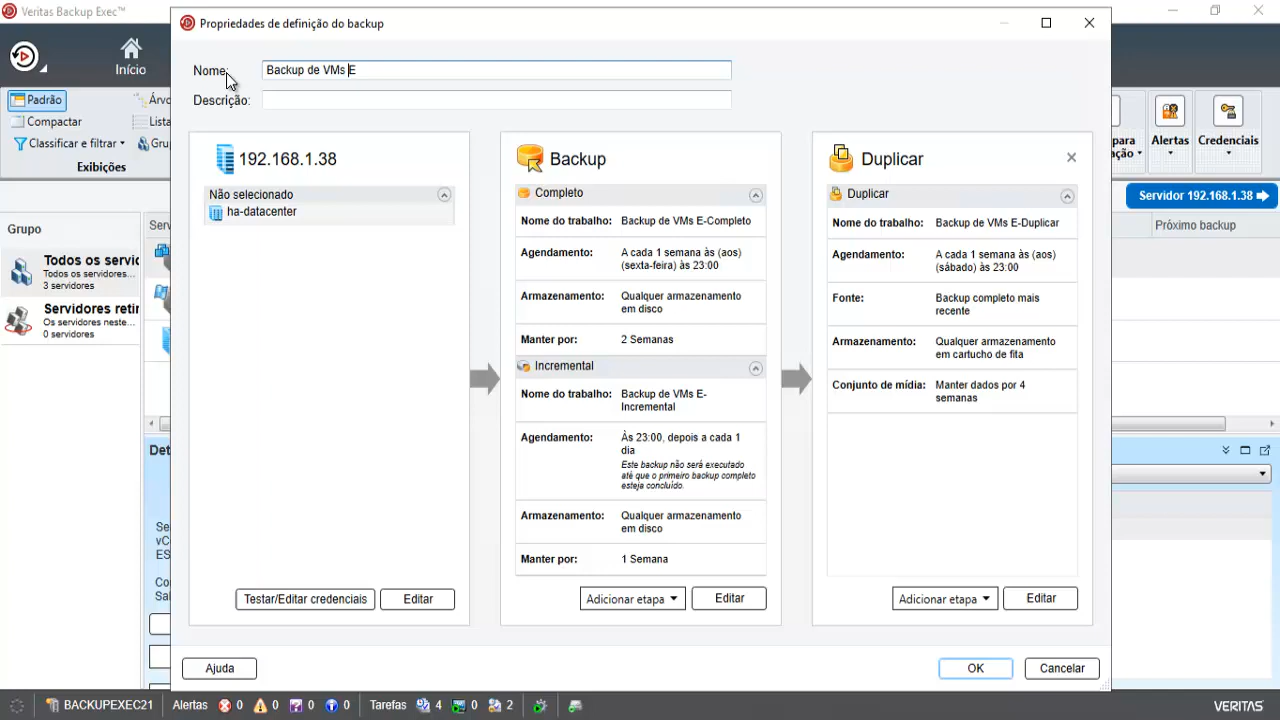 Veritas Backup Exec™
Propriedades de definição do backup
Início
Nome:
Backup de VMs E
Descrição:
Padrão
Compactar
Classificar e filtrar
Exibições
Alertas
Credenciais
Servidor 192.168.1.38
Próximo backup
Grupo
Todos os servi
Todos os servidores...
3 servidores
Servidores retir
Os servidores neste...
0 servidores
192.168.1.38
Não selecionado
ha-datacenter
Testar/Editar credenciais
Editar
Backup
Completo
Nome do trabalho: Backup de VMs E-Completo
Agendamento: A cada 1 semana às (aos)
(sexta-feira) às 23:00
Armazenamento: Qualquer armazenamento
em disco
Manter por: 2 Semanas
Incremental
Nome do trabalho: Backup de VMs E-
Incremental
Agendamento: Às 23:00, depois a cada 1
dia
Este backup não será executado
até que o primeiro backup completo
esteja concluído.
Armazenamento: Qualquer armazenamento
em disco
Manter por: 1 Semana
Adicionar etapa
Editar
Duplicar
Duplicar
Nome do trabalho: Backup de VMs E-Duplicar
Agendamento: A cada 1 semana às (aos)
(sábado) às 23:00
Fonte: Backup completo mais
recente
Armazenamento: Qualquer armazenamento
em cartucho de fita
Conjunto de mídia: Manter dados por 4
semanas
Adicionar etapa
Editar
Ajuda
OK
Cancelar
BACKUPEXEC21
Alertas 0 0 0 0
Tarefas 4 0 2
VERITAS